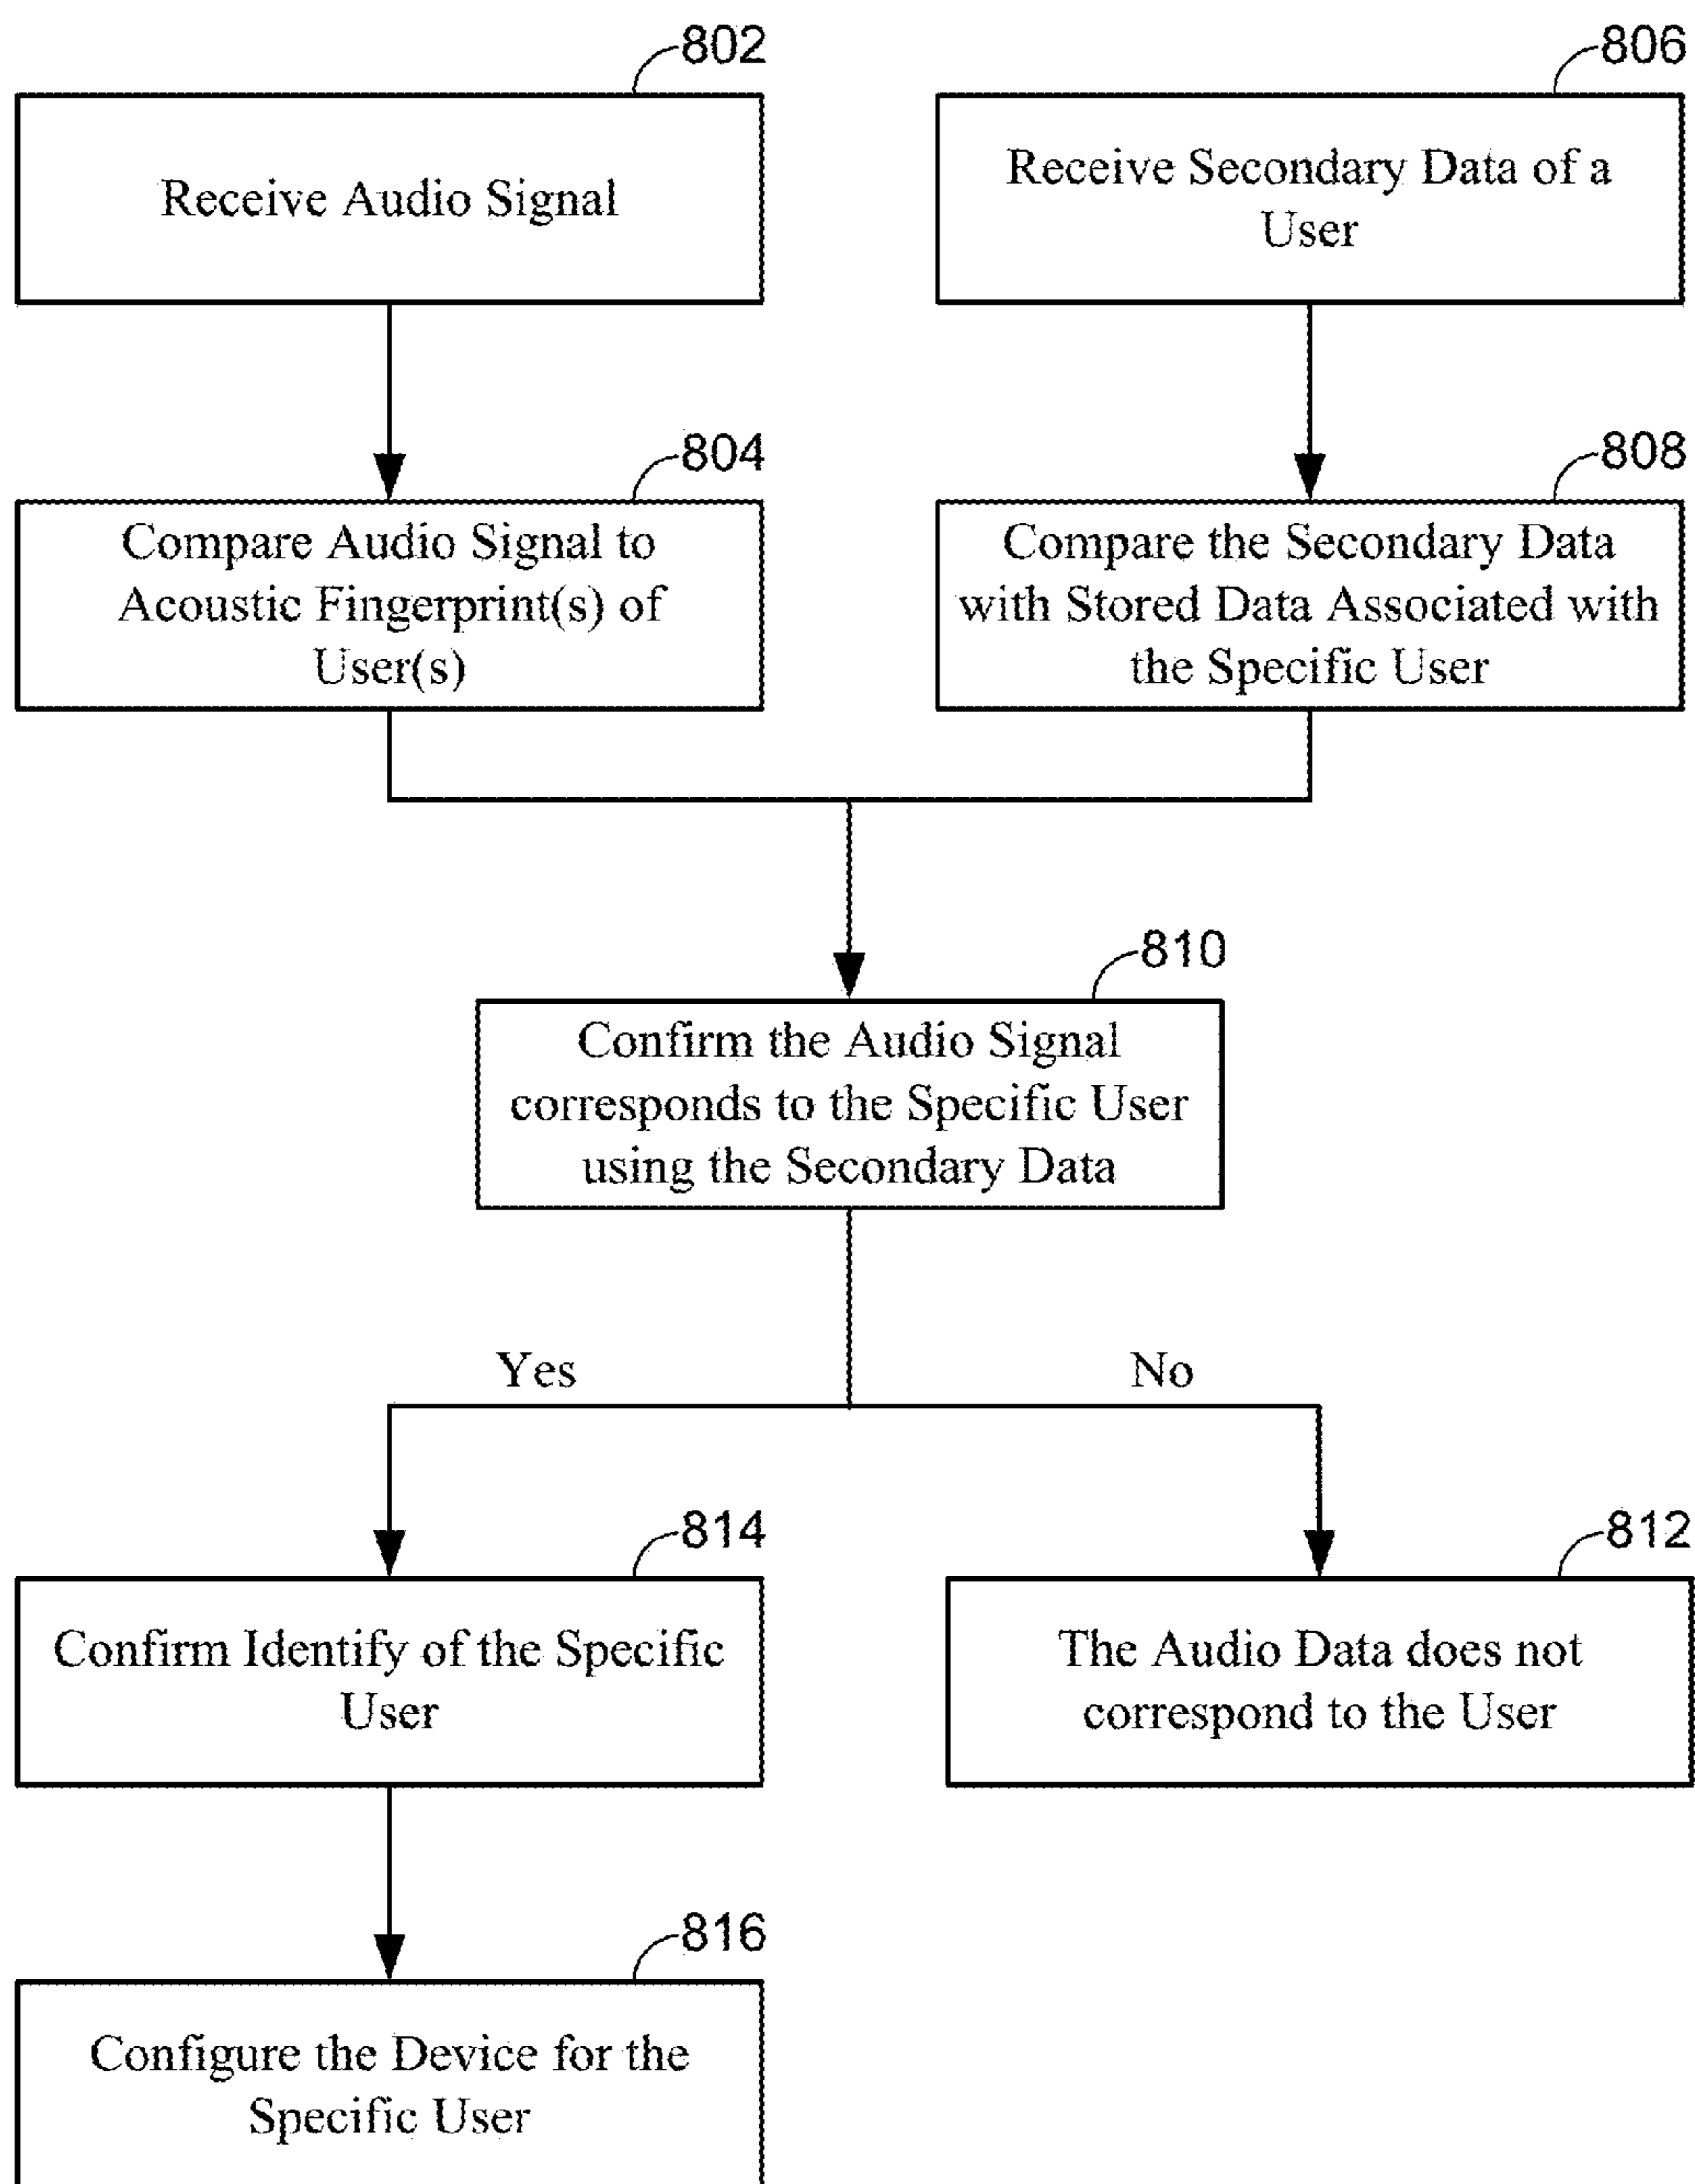 802
Receive Audio Signal
806
Receive Secondary Data of a
User
804
Compare Audio Signal to
Acoustic Fingerprint(s) of
User(s)
808
Compare the Secondary Data
with Stored Data Associated with
the Specific User
810
Confirm the Audio Signal
corresponds to the Specific User
using the Secondary Data
Yes
No
814
Confirm Identify of the Specific
User
812
The Audio Data does not
correspond to the User
816
Configure the Device for the
Specific User